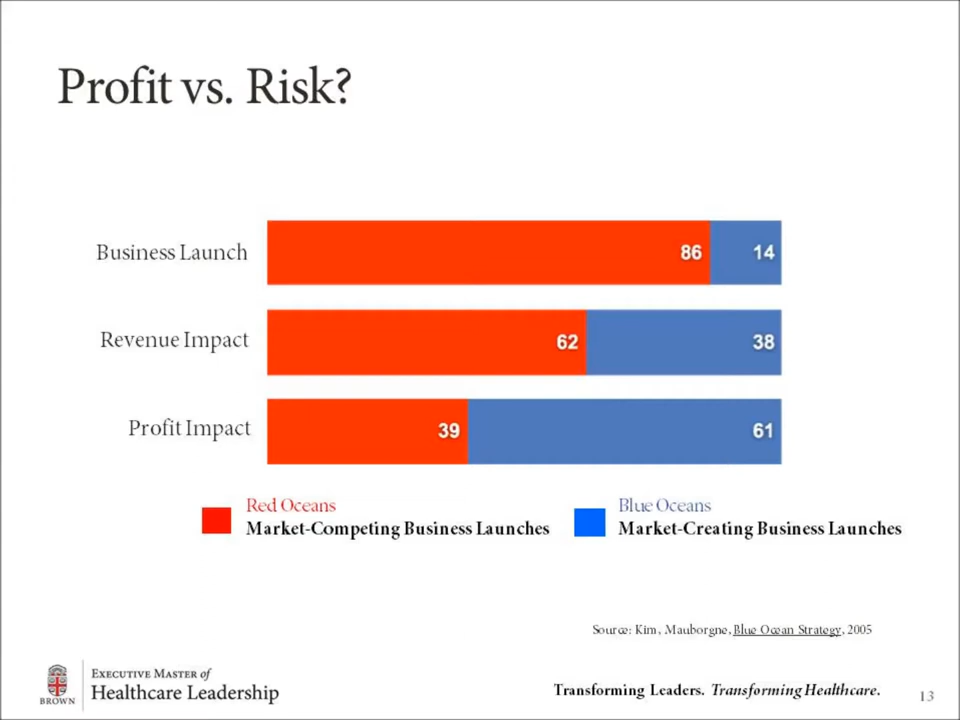 Profit vs. Risk?
Business Launch 86 14
Revenue Impact 62 38
Profit Impact 39 61
Red Oceans
Market-Competing Business Launches
Blue Oceans
Market-Creating Business Launches
Source: Kim, Mauborgne, Blue Ocean Strategy, 2005
BROWN
Executive Master of
Healthcare Leadership
Transforming Leaders. Transforming Healthcare.
13